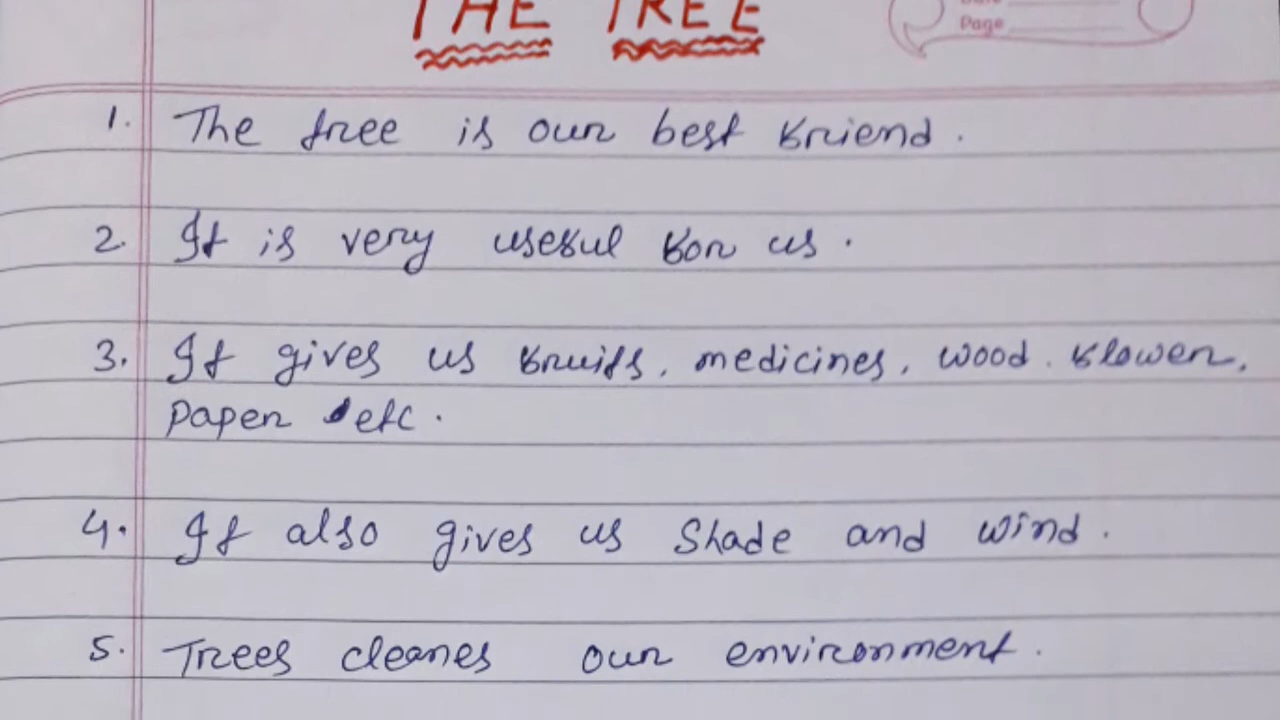 THE TREE
Page
1. The tree is our best friend.
2. It is very useful for us.
3. It gives us fruits, medicines, wood. flower,
paper etc.
4. It also gives us shade and wind.
5. Trees cleanes our environment.